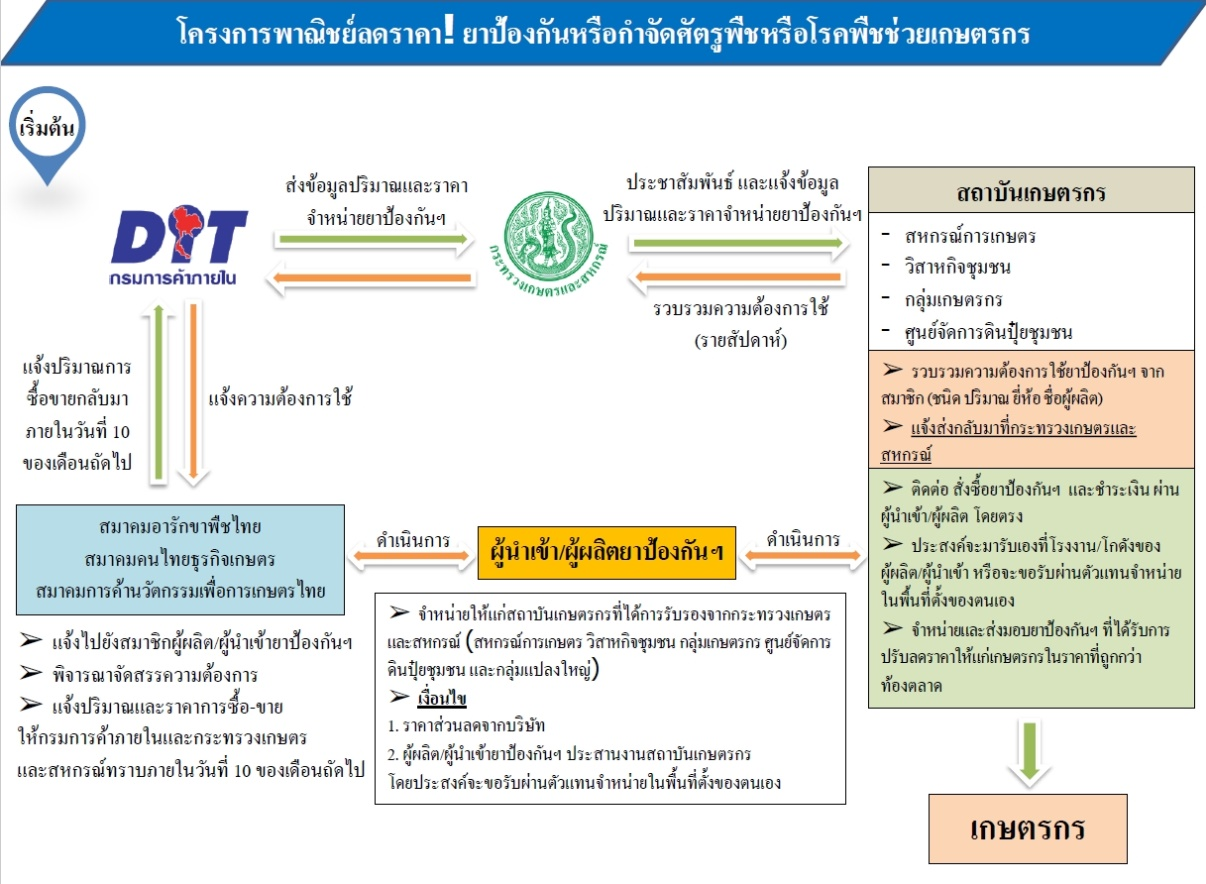 โครงการพาณิชย์ลดราคา! ยาป้องกันหรือกำจัดศัตรูพืชหรือโรคพืชช่วยเกษตรกร
เริ่มต้น
DIT
กรมการค้าภายใน
ส่งข้อมูลปริมาณและราคา
จำหน่ายยาป้องกันฯ
กระทรวงเกษตรและสหกรณ์
ประชาสัมพันธ์ และแจ้งข้อมูล
ปริมาณและราคาจำหน่ายยาป้องกันฯ
รวบรวมความต้องการใช้
(รายสัปดาห์)
สถาบันเกษตรกร
- สหกรณ์การเกษตร
- วิสาหกิจชุมชน
- กลุ่มเกษตรกร
- ศูนย์จัดการดินปุ๋ยชุมชน
➢ รวบรวมความต้องการใช้ยาป้องกันฯ จาก
สมาชิก (ชนิด ปริมาณ ยี่ห้อ ชื่อผู้ผลิต)
➢ แจ้งส่งกลับมาที่กระทรวงเกษตรและ
สหกรณ์
➢ ติดต่อ สั่งซื้อยาป้องกันฯ และชำระเงิน ผ่าน
ผู้นำเข้า/ผู้ผลิต โดยตรง
➢ ประสงค์จะมารับเองที่โรงงาน/โกดังของ
ผู้ผลิต/ผู้นำเข้า หรือจะขอรับผ่านตัวแทนจำหน่าย
ในพื้นที่ตั้งของตนเอง
➢ จำหน่ายและส่งมอบยาป้องกันฯ ที่ได้รับการ
ปรับลดราคาให้แก่เกษตรกรในราคาที่ถูกกว่า
ท้องตลาด
เกษตรกร
แจ้งปริมาณการ
ซื้อขายกลับมา
ภายในวันที่ 10
ของเดือนถัดไป
แจ้งความต้องการใช้
สมาคมอารักขาพืชไทย
สมาคมคนไทยธุรกิจเกษตร
สมาคมการค้านวัตกรรมเพื่อการเกษตรไทย
➢ แจ้งไปยังสมาชิกผู้ผลิต/ผู้นำเข้ายาป้องกันฯ
➢ พิจารณาจัดสรรความต้องการ
➢ แจ้งปริมาณและราคาการซื้อ-ขาย
ให้กรมการค้าภายในและกระทรวงเกษตร
และสหกรณ์ทราบภายในวันที่ 10 ของเดือนถัดไป
ดำเนินการ
ผู้นำเข้า/ผู้ผลิตยาป้องกันฯ
ดำเนินการ
➢ จำหน่ายให้แก่สถาบันเกษตรกรที่ได้การรับรองจากกระทรวงเกษตร
และสหกรณ์ (สหกรณ์การเกษตร วิสาหกิจชุมชน กลุ่มเกษตรกร ศูนย์จัดการ
ดินปุ๋ยชุมชน และกลุ่มแปลงใหญ่)
➢ เงื่อนไข
1. ราคาส่วนลดจากบริษัท
2. ผู้ผลิต/ผู้นำเข้ายาป้องกันฯ ประสานงานสถาบันเกษตรกร
โดยประสงค์จะขอรับผ่านตัวแทนจำหน่ายในพื้นที่ตั้งของตนเอง